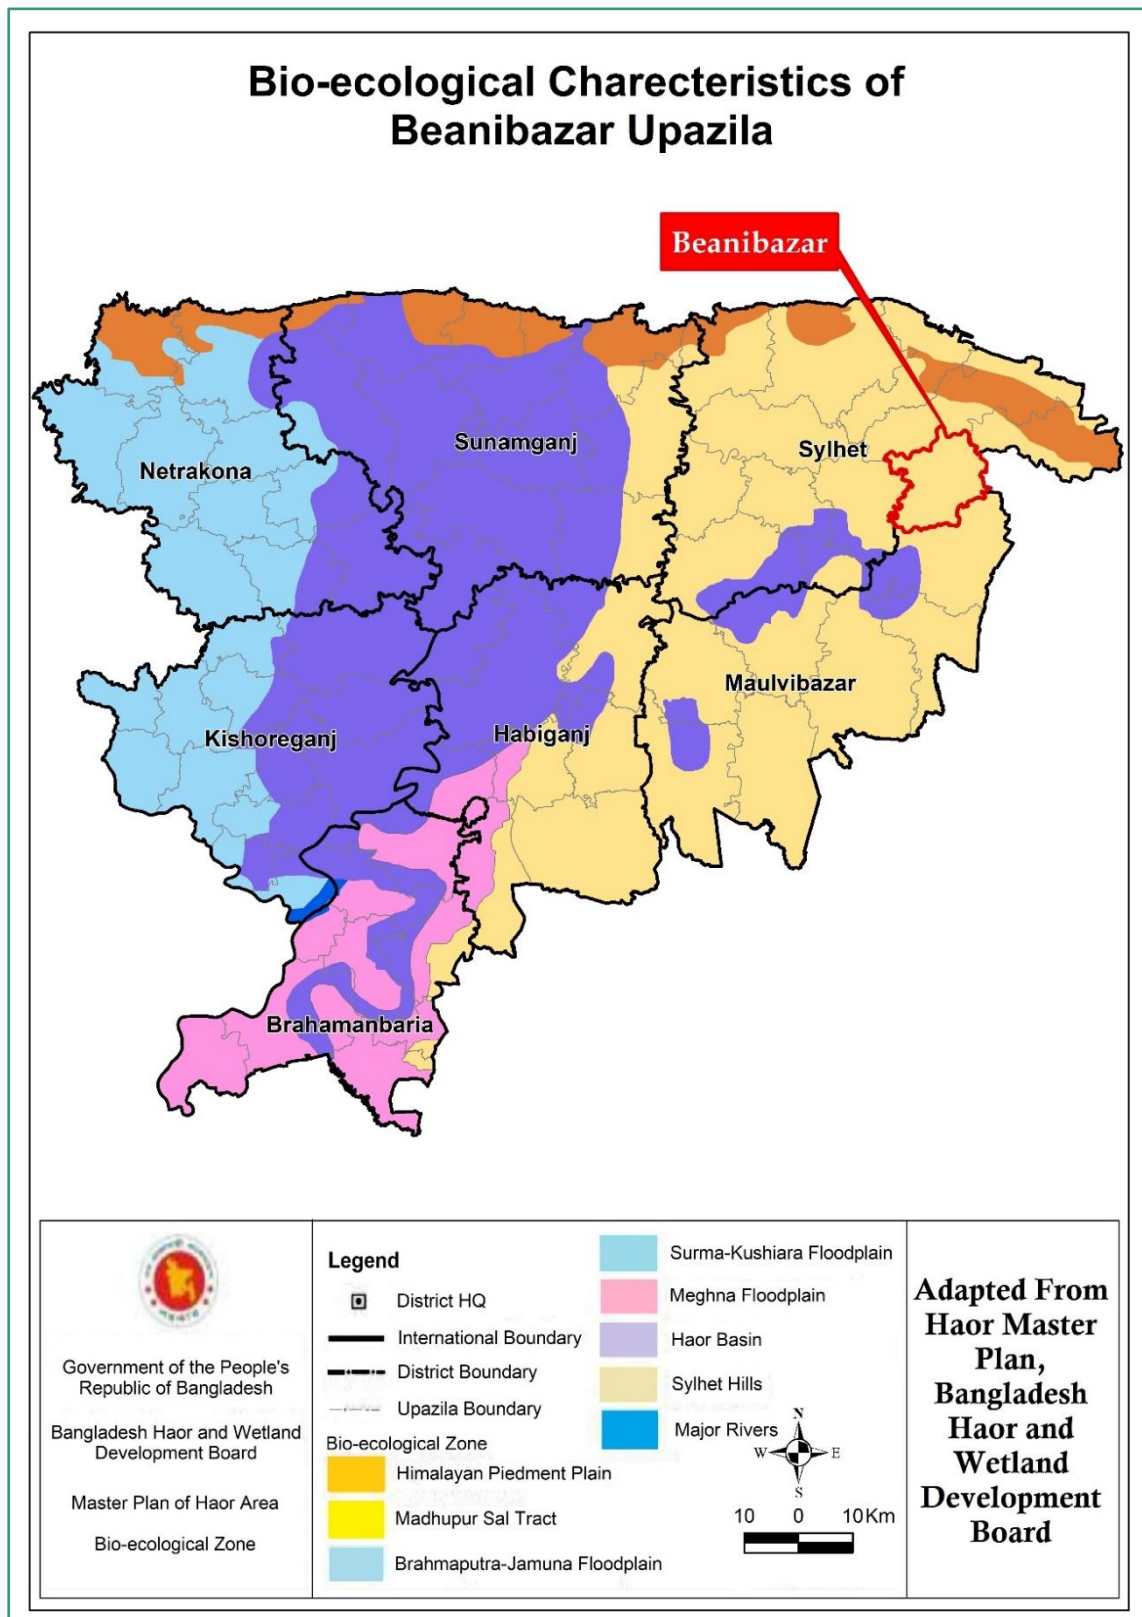 Bio-ecological Charecteristics of
Beanibazar Upazila
Beanibazar
Sunamganj
Sylhet
Netrakona
Maulvibazar
Kishoreganj
Habiganj
Brahamanbaria
Government of the People's
Republic of Bangladesh
Bangladesh Haor and Wetland
Development Board
Master Plan of Haor Area
Bio-ecological Zone
Legend
District HQ
International Boundary
District Boundary
Upazila Boundary
Bio-ecological Zone
Himalayan Piedment Plain
Madhupur Sal Tract
Brahmaputra-Jamuna Floodplain
Surma-Kushiara Floodplain
Meghna Floodplain
Haor Basin
Sylhet Hills
Major Rivers
N
W E
S
10 0 10Km
Adapted From
Haor Master
Plan,
Bangladesh
Haor and
Wetland
Development
Board